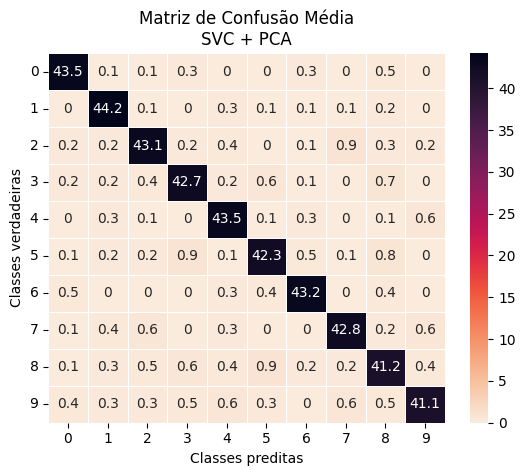 Matriz de Confusão Média
SVC + PCA
0 43.5 0.1 0.1 0.3 0 0 0.3 0 0.5 0
1 0 44.2 0.1 0 0.3 0.1 0.1 0.1 0.2 0
2 0.2 0.2 43.1 0.2 0.4 0 0.1 0.9 0.3 0.2
3 0.2 0.2 0.4 42.7 0.2 0.6 0.1 0 0.7 0
4 0 0.3 0.1 0 43.5 0.1 0.3 0 0.1 0.6
5 0.1 0.2 0.2 0.9 0.1 42.3 0.5 0.1 0.8 0
6 0.5 0 0 0 0.3 0.4 43.2 0 0.4 0
7 0.1 0.4 0.6 0 0.3 0 0 42.8 0.2 0.6
8 0.1 0.3 0.5 0.6 0.4 0.9 0.2 0.2 41.2 0.4
9 0.4 0.3 0.3 0.5 0.6 0.3 0 0.6 0.5 41.1
0 1 2 3 4 5 6 7 8 9
Classes preditas
Classes verdadeiras
40
35
30
25
20
15
10
5
0